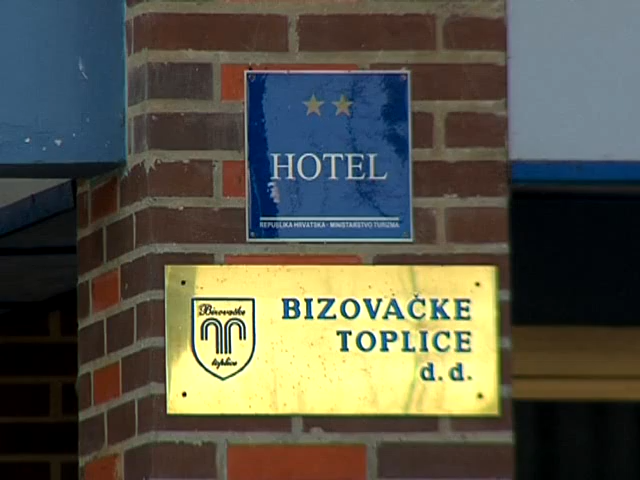 HOTEL
REPUBLIKA HRVATSKA - MINISTARSTVO TURIZMA
Bizovačke
toplice
BIZOVAČKE
TOPLICE
d.d.